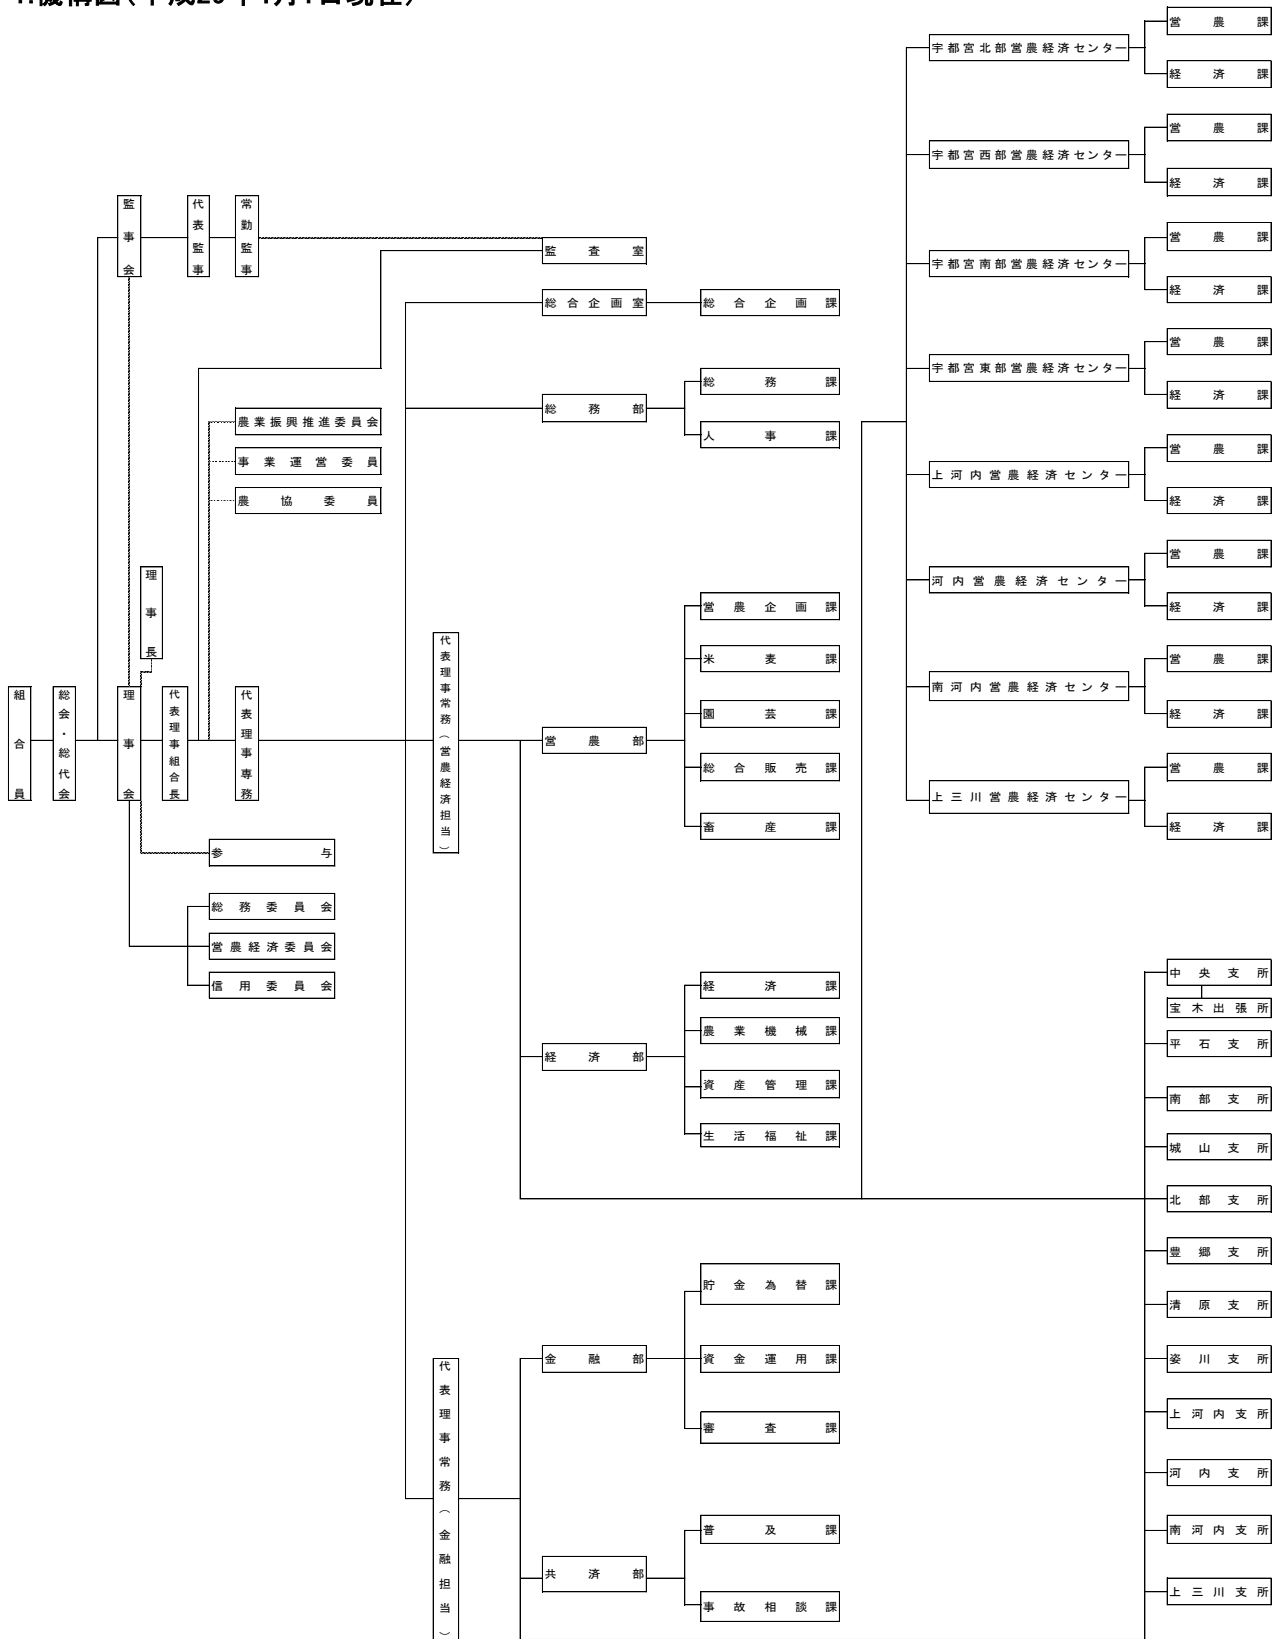 機構図(平成20年4月1日現在)
組合員
総会・総代会
監事会
代表監事
常勤監事
理事長
理事会
代表理事組合長
代表理事専務
農業振興推進委員会
事業運営委員
農協委員
参与
総務委員会
営農経済委員会
信用委員会
代表理事常務(営農経済担当)
代表理事常務(金融担当)
監査室
総合企画室
総合企画課
総務部
総務課
人事課
営農部
営農企画課
米麦課
園芸課
総合販売課
畜産課
経済部
経済課
農業機械課
資産管理課
生活福祉課
金融部
貯金為替課
資金運用課
審査課
共済部
普及課
事故相談課
宇都宮北部営農経済センター
営農課
経済課
宇都宮西部営農経済センター
営農課
経済課
宇都宮南部営農経済センター
営農課
経済課
宇都宮東部営農経済センター
営農課
経済課
上河内営農経済センター
営農課
経済課
河内営農経済センター
営農課
経済課
南河内営農経済センター
営農課
経済課
上三川営農経済センター
営農課
経済課
中央支所
宝木出張所
平石支所
南部支所
城山支所
北部支所
豊郷支所
清原支所
姿川支所
上河内支所
河内支所
南河内支所
上三川支所